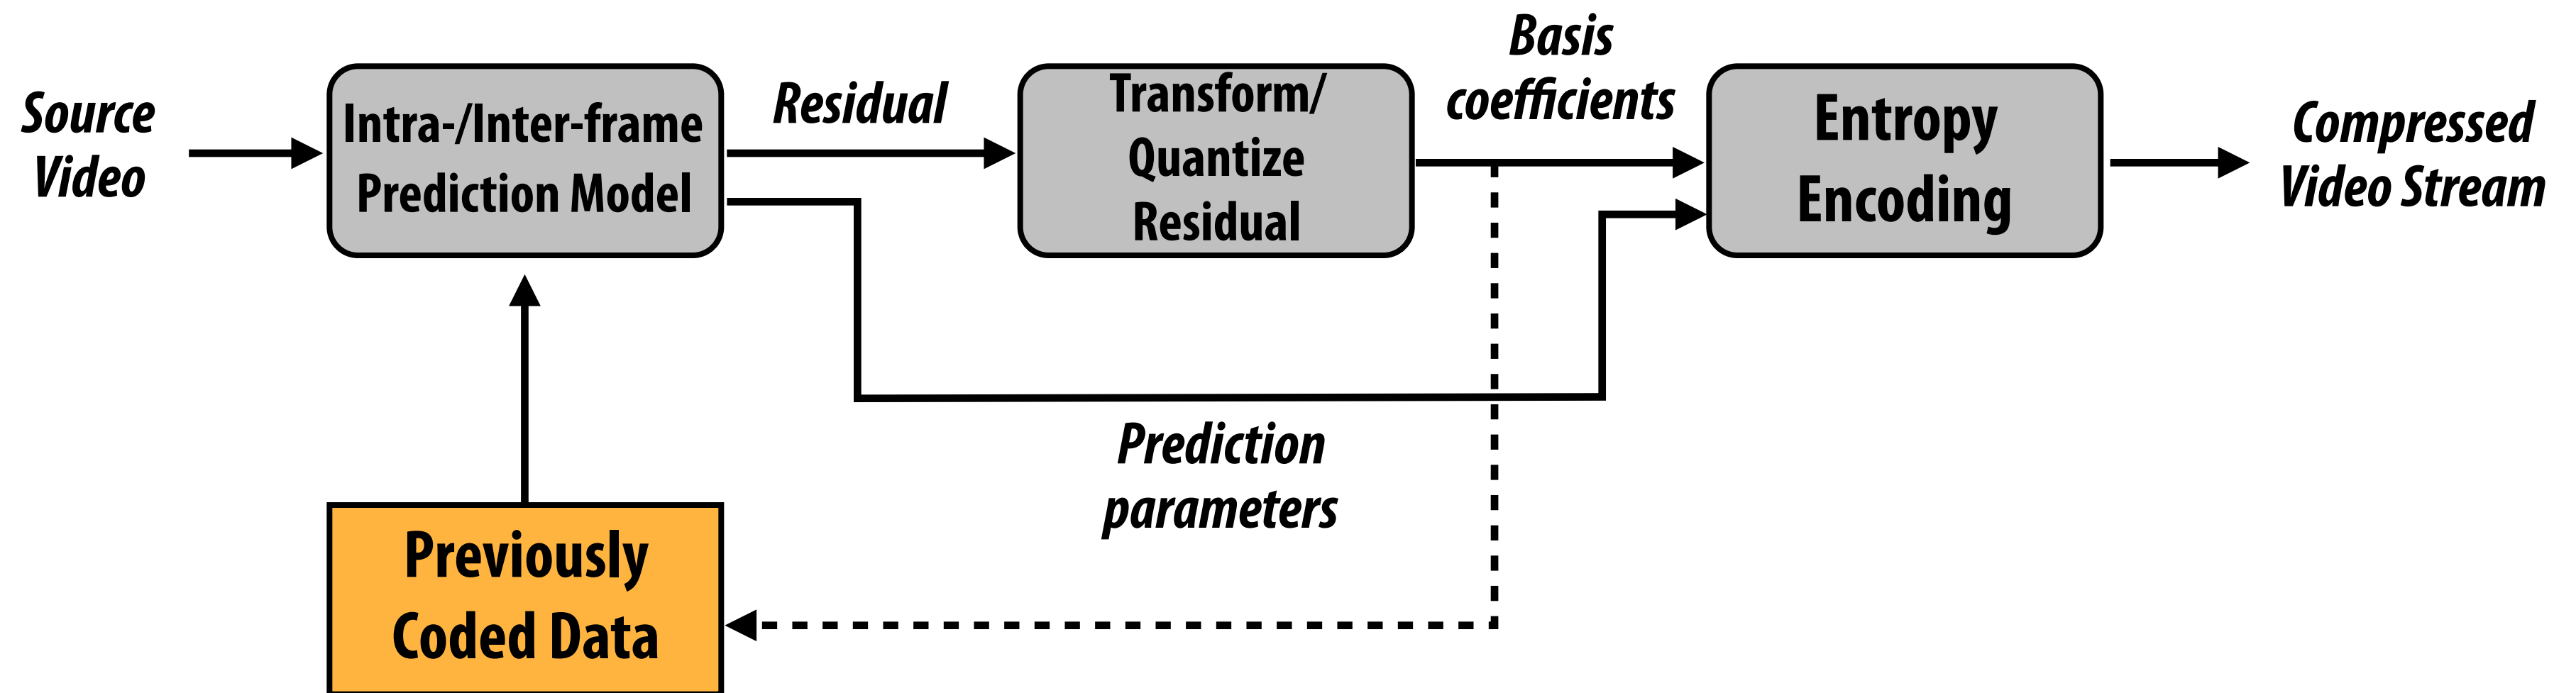 Source
Video
Intra-/Inter-frame
Prediction Model
Residual
Transform/
Quantize
Residual
Basis
coefficients
Entropy
Encoding
Compressed
Video Stream
Prediction
parameters
Previously
Coded Data